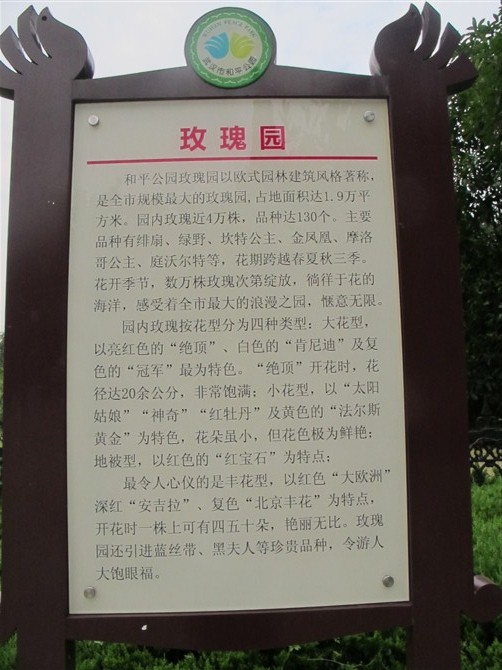 WUHAN PEACE PARK
武汉市和平公园
玫瑰园
和平公园玫瑰园以欧式园林建筑风格著称，
是全市规模最大的玫瑰园,占地面积达1.9万平
方米。园内玫瑰近4万株，品种达130个。主要
品种有绯扇、绿野、坎特公主、金凤凰、摩洛
哥公主、庭沃尔特等，花期跨越春夏秋三季。
花开季节，数万株玫瑰次第绽放，徜徉于花的
海洋，感受着全市最大的浪漫之园，惬意无限。
园内玫瑰按花型分为四种类型：大花型，
以亮红色的“绝顶”、白色的“肯尼迪”及复
色的“冠军”最为特色。“绝顶”开花时，花
径达20余公分，非常饱满；小花型，以“太阳
姑娘”“神奇”“红牡丹”及黄色的“法尔斯
黄金”为特色，花朵虽小，但花色极为鲜艳；
地被型，以红色的“红宝石”为特点；
最令人心仪的是丰花型，以红色“大欧洲”
深红“安吉拉”、复色“北京丰花”为特点，
开花时一株上可有四五十朵，艳丽无比。玫瑰
园还引进蓝丝带、黑夫人等珍贵品种，令游人
大饱眼福。